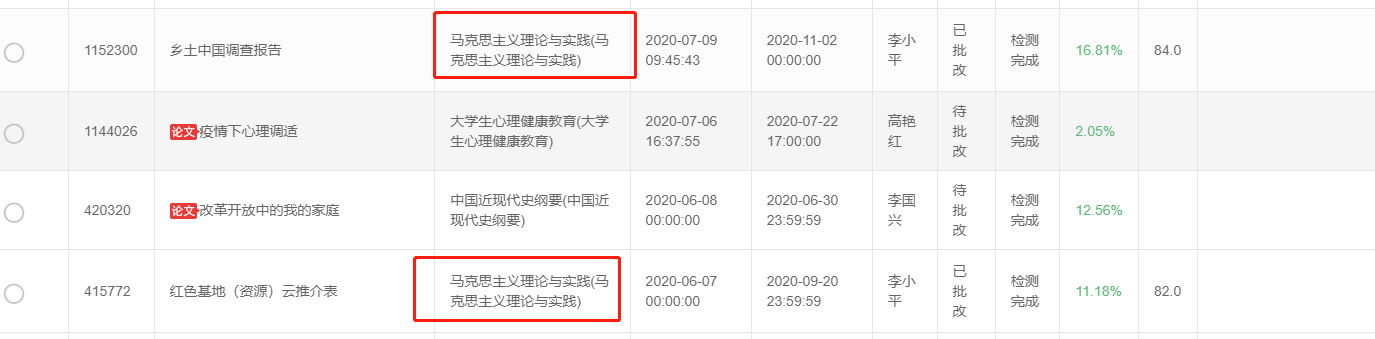 1152300 乡土中国调查报告 马克思主义理论与实践(马 2020-07-09 2020-11-02 李小 已 检测 16.81% 84.0
克思主义理论与实践) 09:45:43 00:00:00 平 批 完成
改
1144026 论文 疫情下心理调适 大学生心理健康教育(大学 2020-07-06 2020-07-22 高艳 待 检测 2.05%
生心理健康教育) 16:37:55 17:00:00 红 批 完成
改
420320 论文 改革开放中的我的家庭 中国近现代史纲要(中国近 2020-06-08 2020-06-30 李国 待 检测 12.56%
现代史纲要) 00:00:00 23:59:59 兴 批 完成
改
415772 红色基地（资源）云推介表 马克思主义理论与实践(马 2020-06-07 2020-09-20 李小 已 检测 11.18% 82.0
克思主义理论与实践) 00:00:00 23:59:59 平 批 完成
改